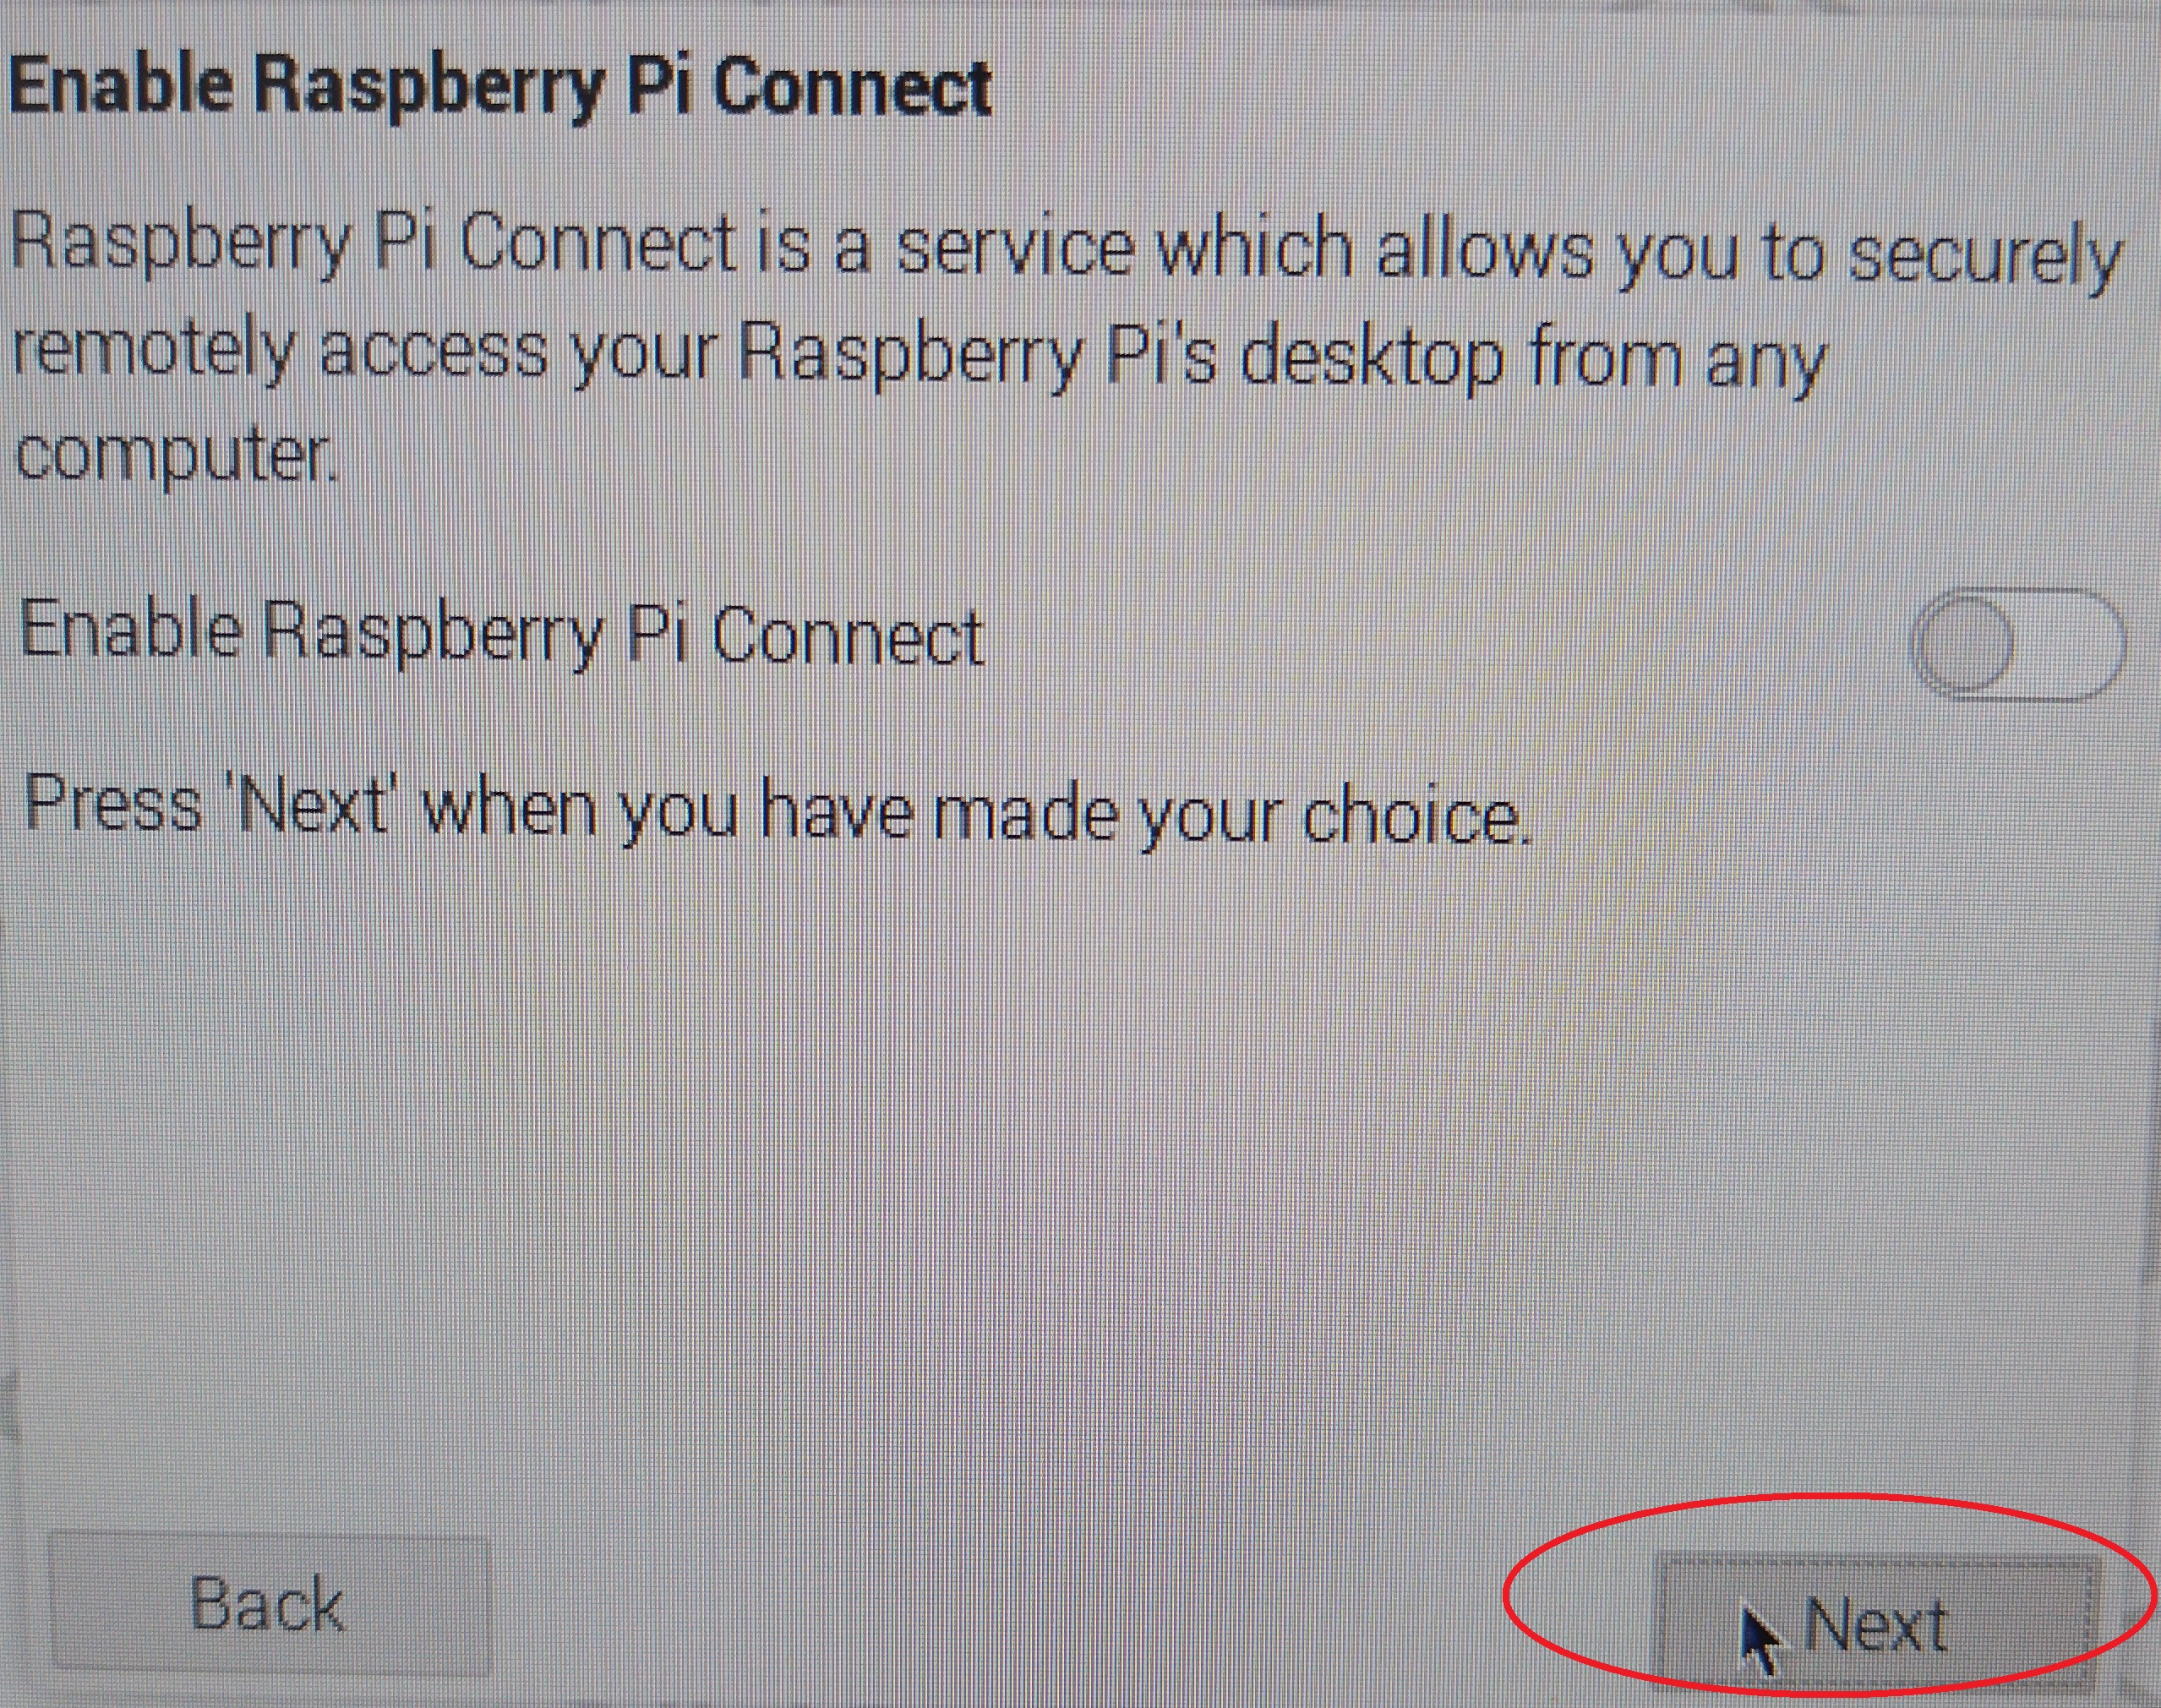 Enable Raspberry Pi Connect
Raspberry Pi Connect is a service which allows you to securely
remotely access your Raspberry Pi's desktop from any
computer.
Enable Raspberry Pi Connect
Press 'Next' when you have made your choice.
Back
Next